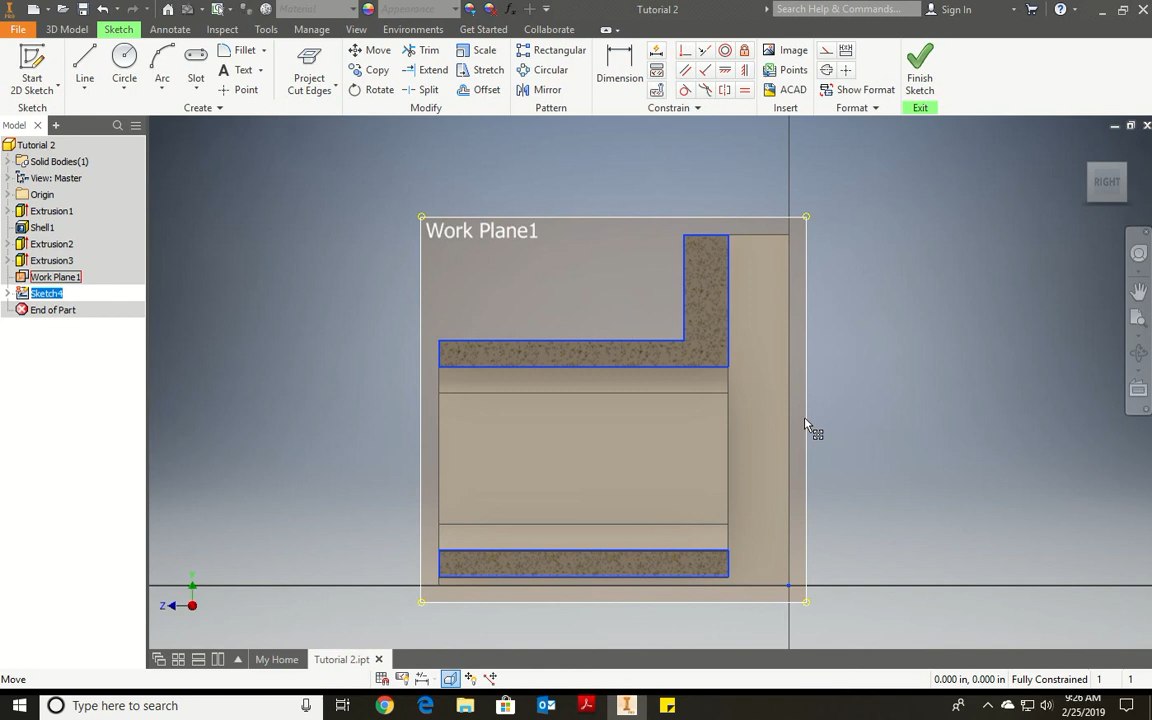 Material
Appearance
Tutorial 2
Search Help & Commands...
Sign In
File
3D Model
Sketch
Annotate
Inspect
Tools
Manage
View
Environments
Get Started
Collaborate
Start
2D Sketch
Line
Circle
Arc
Slot
Fillet
Text
Point
Project
Cut Edges
Move
Copy
Rotate
Trim
Extend
Split
Scale
Stretch
Offset
Rectangular
Circular
Mirror
Dimension
Image
Points
ACAD
Show Format
Finish
Sketch
Sketch
Create
Modify
Pattern
Constrain
Insert
Format
Exit
Model
Tutorial 2
Solid Bodies(1)
View: Master
Origin
Extrusion1
Shell1
Extrusion2
Extrusion3
Work Plane1
Sketch4
End of Part
Work Plane1
RIGHT
Y
Z
My Home
Tutorial 2.ipt
Move
0.000 in, 0.000 in
Fully Constrained
1
1
Type here to search
9:26 AM
2/25/2019